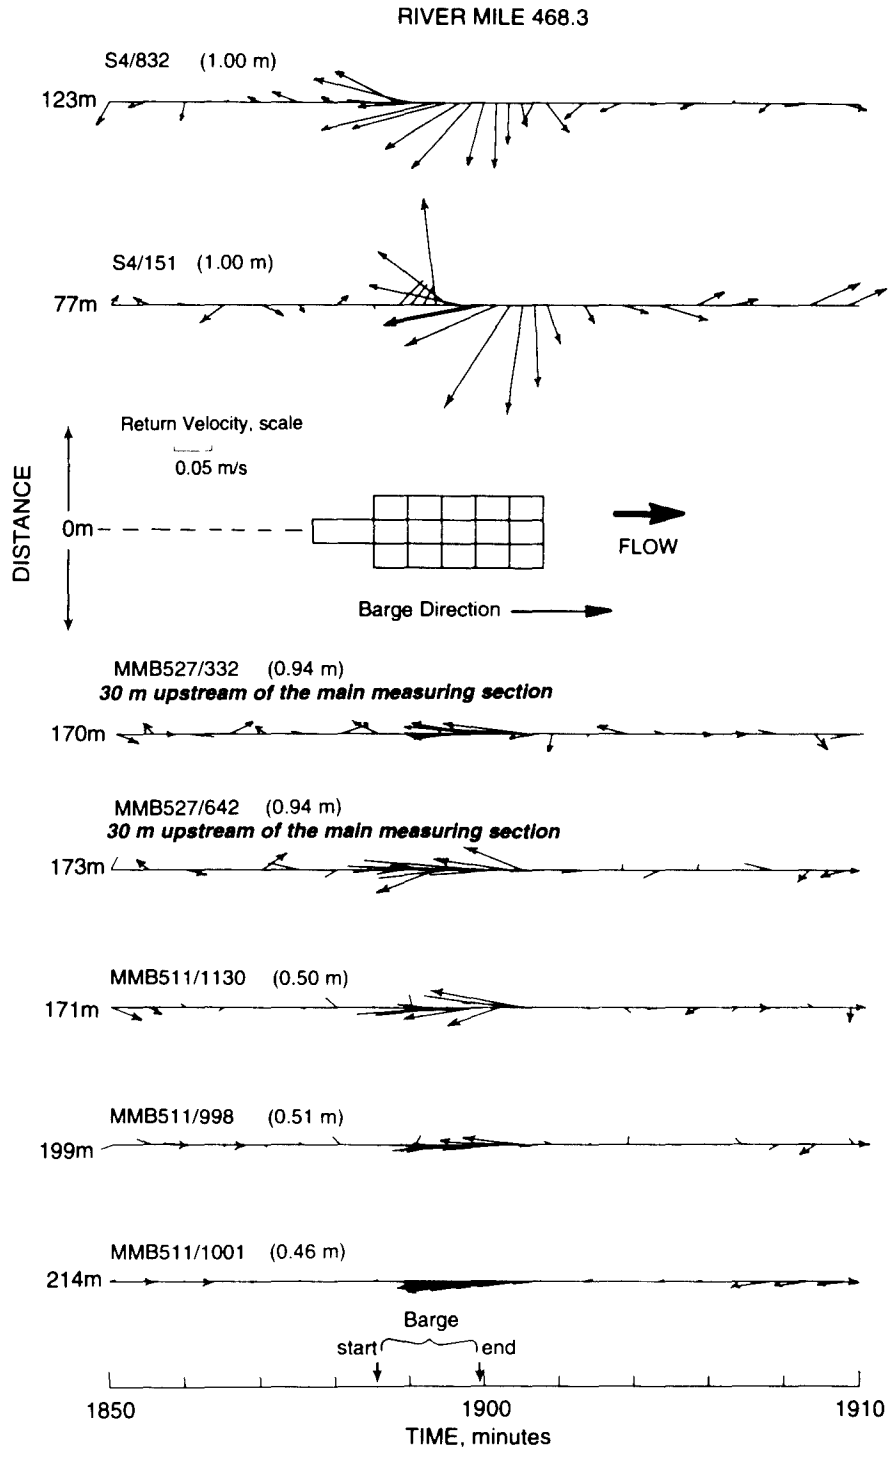 RIVER MILE 468.3
S4/832 (1.00 m)
123m
S4/151 (1.00 m)
77m
Return Velocity, scale
0.05 m/s
DISTANCE
0m
FLOW
Barge Direction
MMB527/332 (0.94 m)
30 m upstream of the main measuring section
170m
MMB527/642 (0.94 m)
30 m upstream of the main measuring section
173m
MMB511/1130 (0.50 m)
171m
MMB511/998 (0.51 m)
199m
MMB511/1001 (0.46 m)
214m
Barge
start end
1850 1900 1910
TIME, minutes